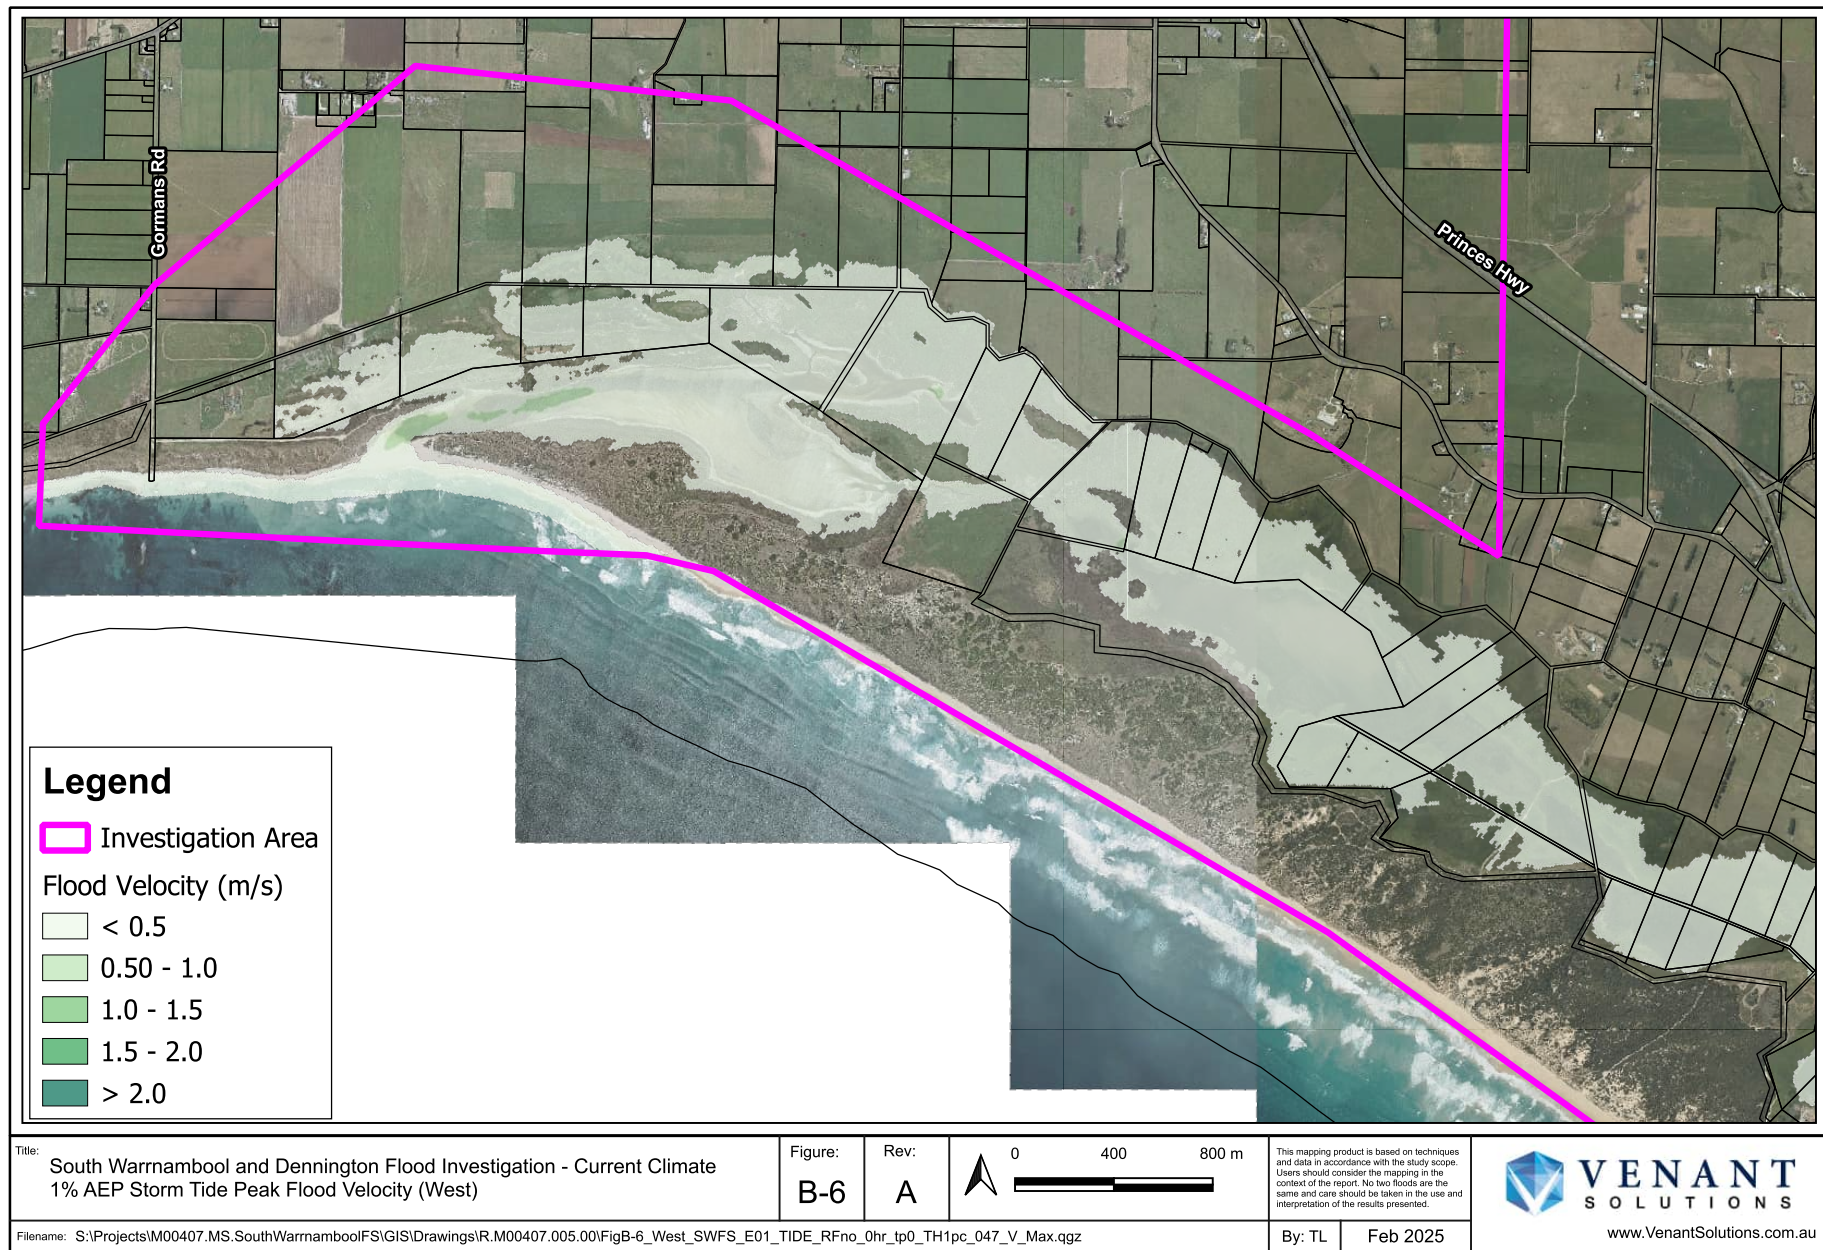 Gormans Rd
Princes Hwy
Legend
Investigation Area
Flood Velocity (m/s)
< 0.5
0.50 - 1.0
1.0 - 1.5
1.5 - 2.0
> 2.0
Title:
South Warrnambool and Dennington Flood Investigation - Current Climate
1% AEP Storm Tide Peak Flood Velocity (West)
Figure:
B-6
Rev:
A
0 400 800 m
This mapping product is based on techniques
and data in accordance with the study scope.
Users should consider the mapping in the
context of the report. No two floods are the
same and care should be taken in the use and
interpretation of the results presented.
VENANT
SOLUTIONS
www.VenantSolutions.com.au
Filename: S:\Projects\M00407.MS.SouthWarrnamboolFS\GIS\Drawings\R.M00407.005.00\FigB-6_West_SWFS_E01_TIDE_RFno_0hr_tp0_TH1pc_047_V_Max.qgz
By: TL
Feb 2025